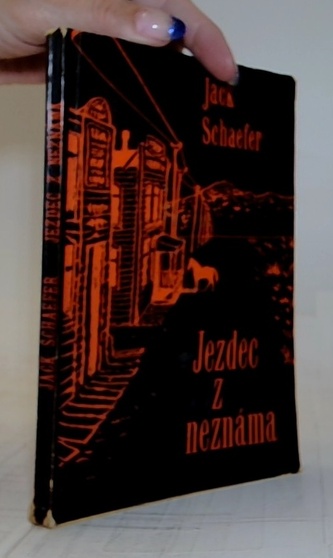 Jack
Schaefer
Jezdec
z
neznáma
JACK SCHAEFER JEZDEC Z NEZNÁMA